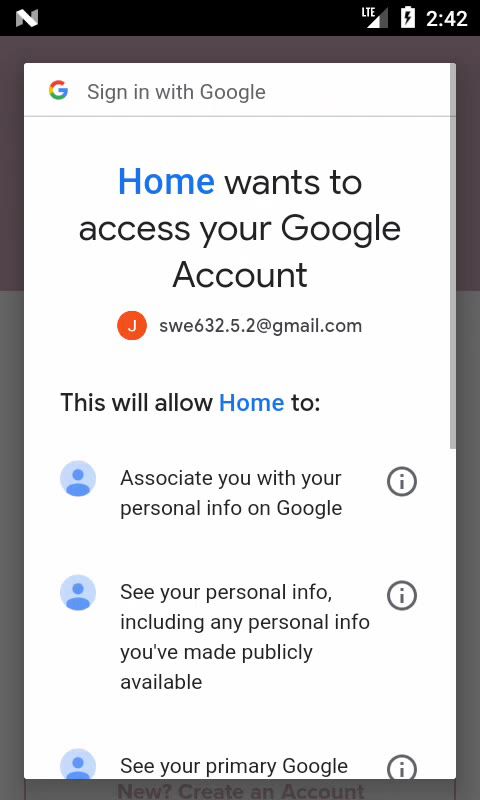 LTE 2:42
Sign in with Google
Home wants to
access your Google
Account
J swe632.5.2@gmail.com
This will allow Home to:
Associate you with your
personal info on Google
See your personal info,
including any personal info
you've made publicly
available
See your primary Google
New? Create an Account